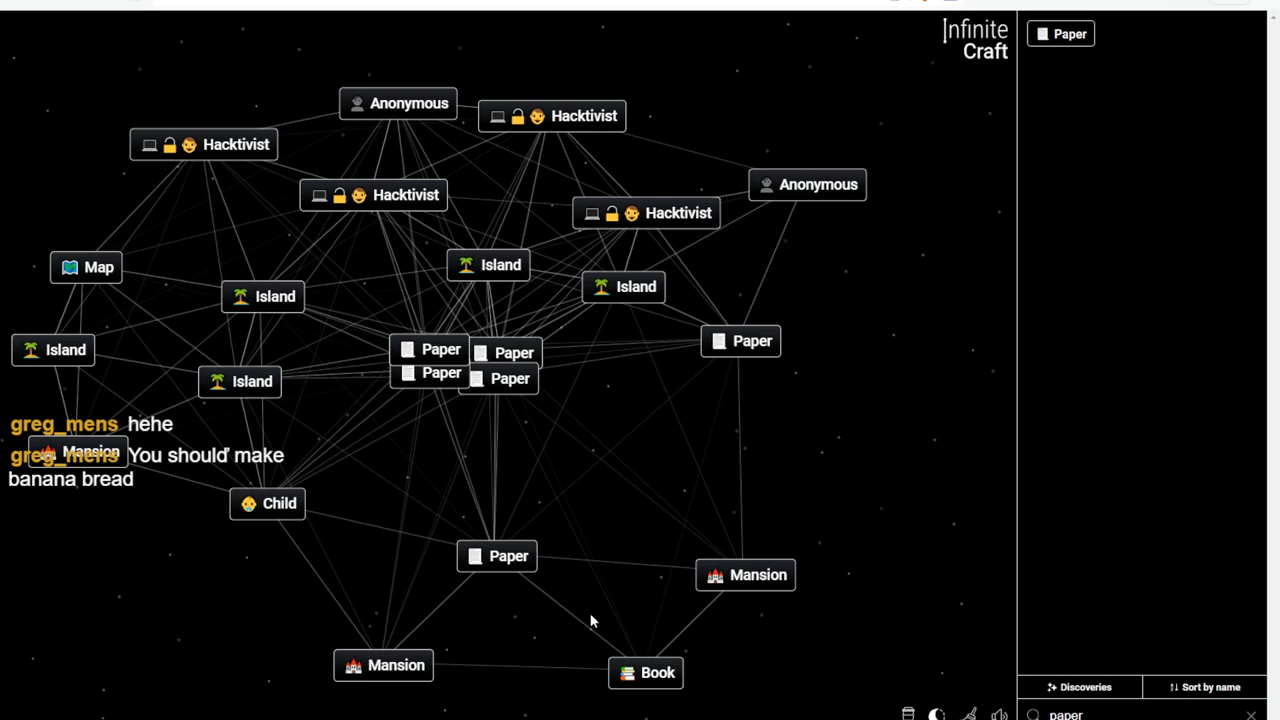 Infinite
Craft
Paper
Anonymous
Hacktivist
Hacktivist
Anonymous
Hacktivist
Hacktivist
Map
Island
Island
Island
Island
Paper
Island
Paper
Paper
Paper
Paper
Island
greg_mens hehe
Mansion
greg_mens You should make
banana bread
Child
Paper
Mansion
Mansion
Book
Discoveries
Sort by name
paper